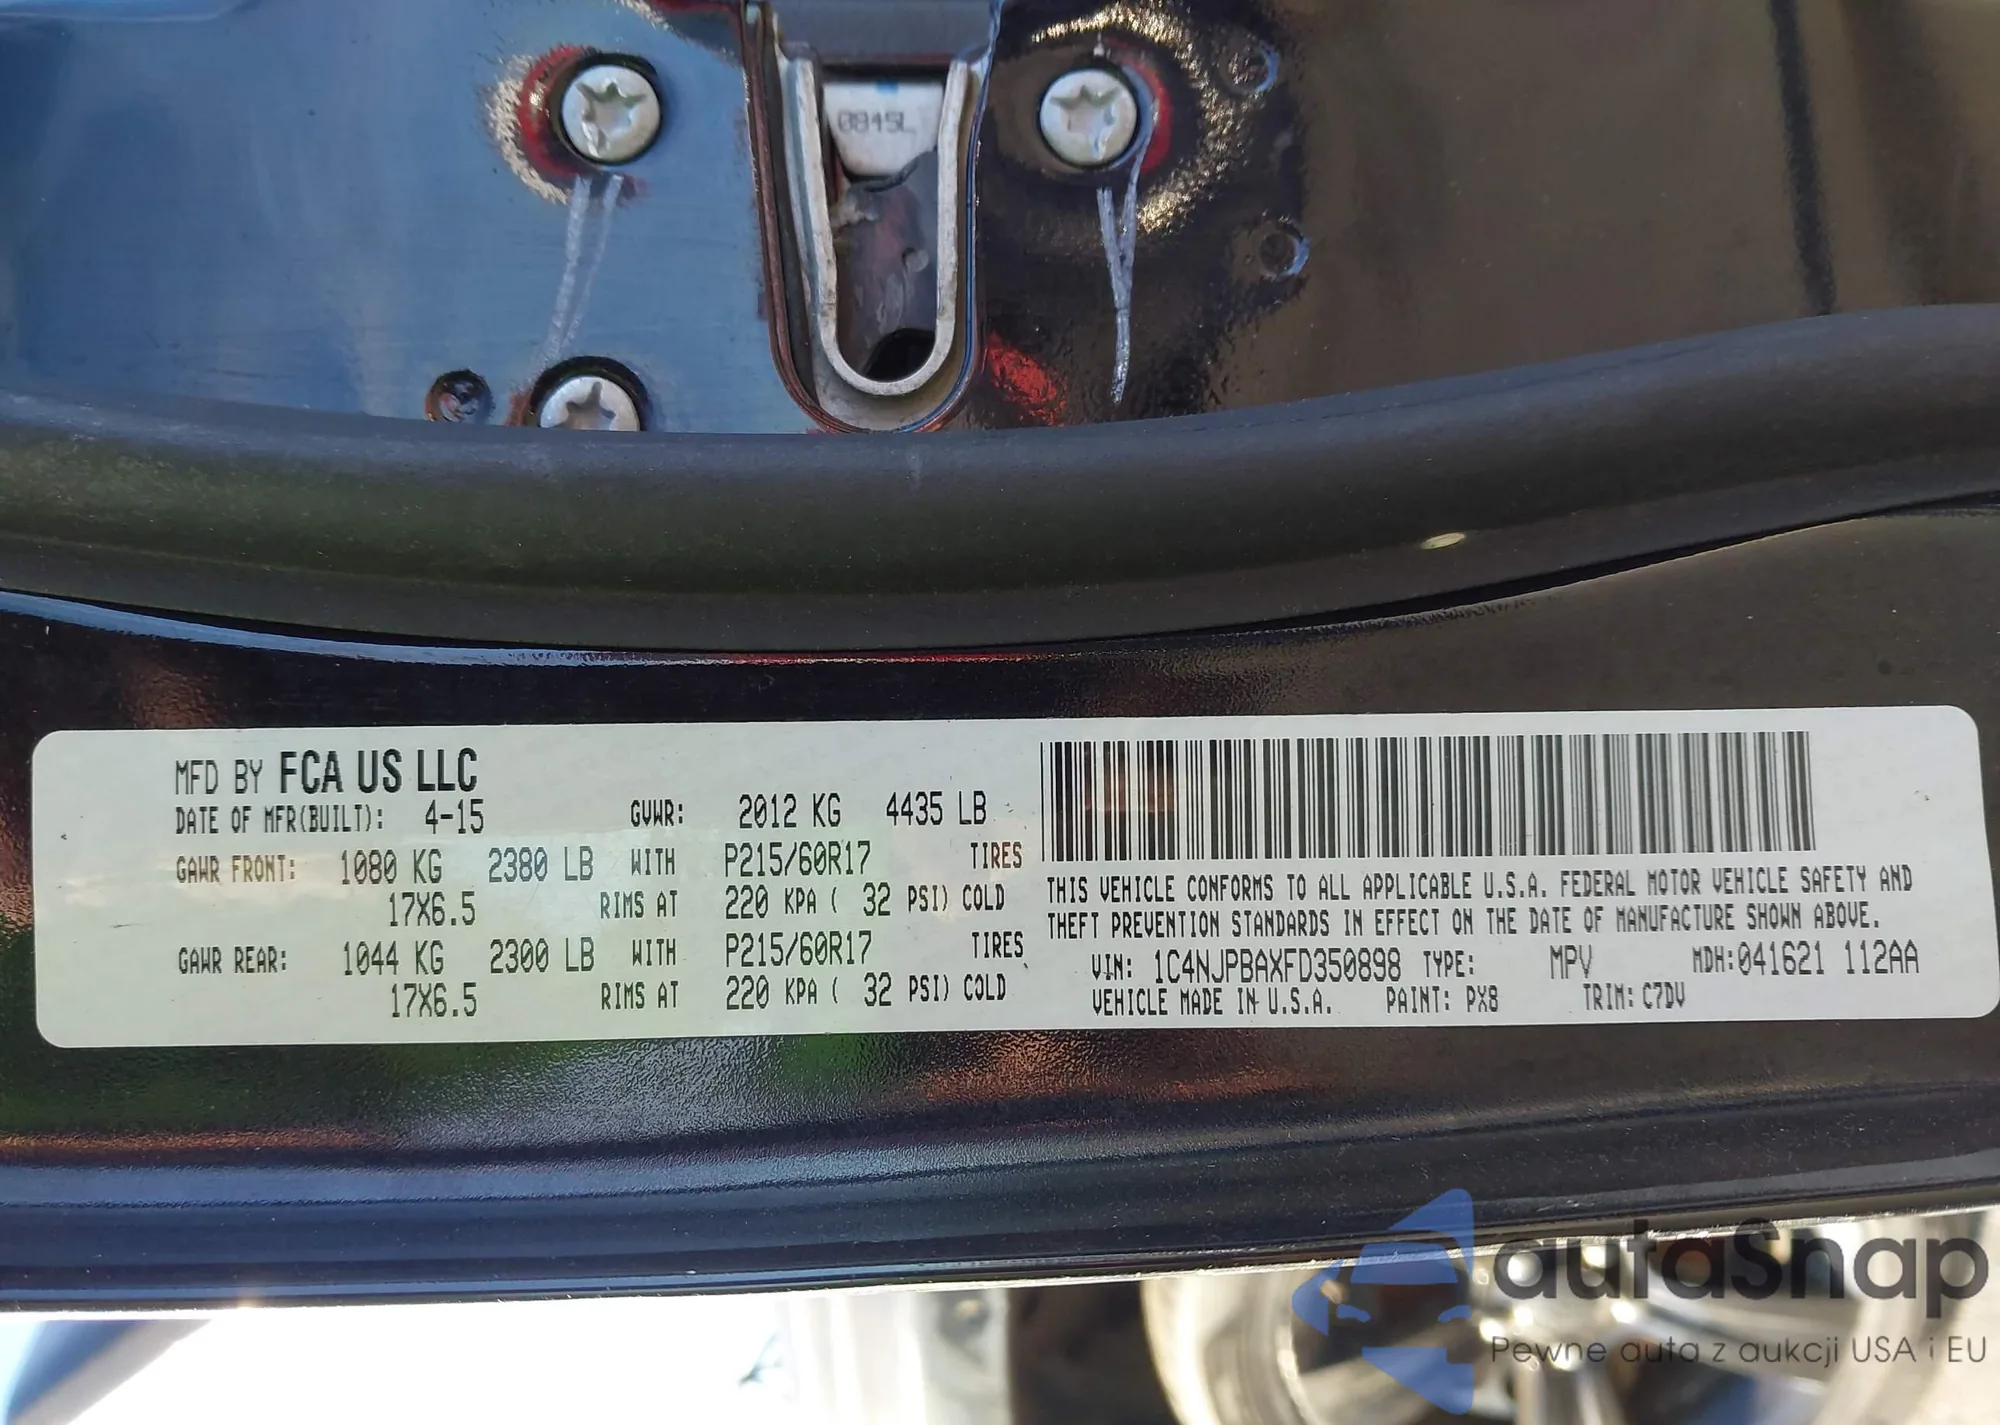 0845L
MFD BY FCA US LLC
DATE OF MFR(BUILT): 4-15 GVWR: 2012 KG 4435 LB
GAWR FRONT: 1080 KG 2380 LB WITH P215/60R17 TIRES
17X6.5 RIMS AT 220 KPA ( 32 PSI) COLD
GAWR REAR: 1044 KG 2300 LB WITH P215/60R17 TIRES
17X6.5 RIMS AT 220 KPA ( 32 PSI) COLD
THIS VEHICLE CONFORMS TO ALL APPLICABLE U.S.A. FEDERAL MOTOR VEHICLE SAFETY AND
THEFT PREVENTION STANDARDS IN EFFECT ON THE DATE OF MANUFACTURE SHOWN ABOVE.
VIN: 1C4NJPBAXFD350898 TYPE: MPV MDH:041621 112AA
VEHICLE MADE IN U.S.A. PAINT: PX8 TRIM: C7DV
autaSnap
Pewne auta z aukcji USA i EU